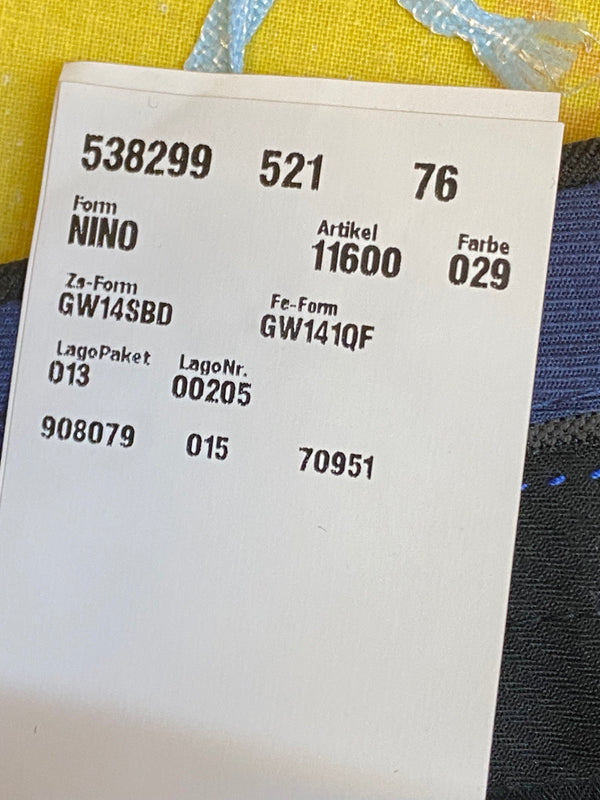 538299 521 76
Form Artikel Farbe
NINO 11600 029
Zs-Form Fe-Form
GW14SBD GW141QF
LagoPaket LagoNr.
013 00205
908079 015 70951